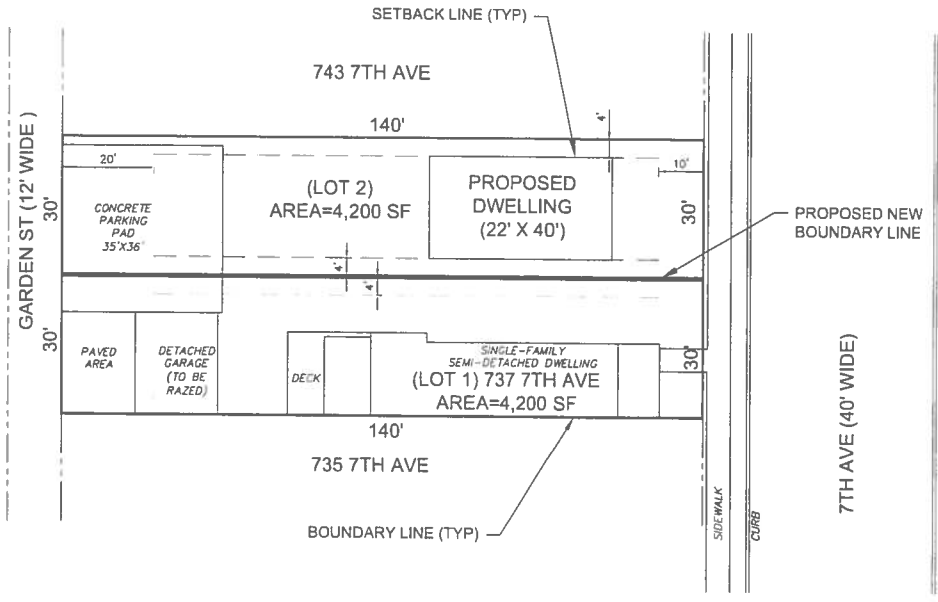 SETBACK LINE (TYP)
743 7TH AVE
140'
4'
20'
10'
GARDEN ST (12' WIDE )
30'
CONCRETE
PARKING
PAD
35'X36'
(LOT 2)
AREA=4,200 SF
PROPOSED
DWELLING
(22' X 40')
30'
PROPOSED NEW
BOUNDARY LINE
4'
4'
30'
PAVED
AREA
DETACHED
GARAGE
(TO BE
RAZED)
DECK
SINGLE-FAMILY
SEMI-DETACHED DWELLING
(LOT 1) 737 7TH AVE
AREA=4,200 SF
30'
140'
735 7TH AVE
BOUNDARY LINE (TYP)
SIDEWALK
CURB
7TH AVE (40' WIDE)